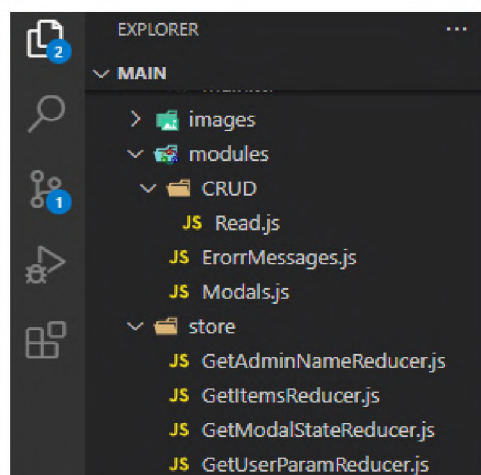 EXPLORER ...
2
MAIN
images
modules
CRUD
JS Read.js
1
JS ErorrMessages.js
JS Modals.js
store
JS GetAdminNameReducer.js
JS GetItemsReducer.js
JS GetModalStateReducer.js
JS GetUserParamReducer.js